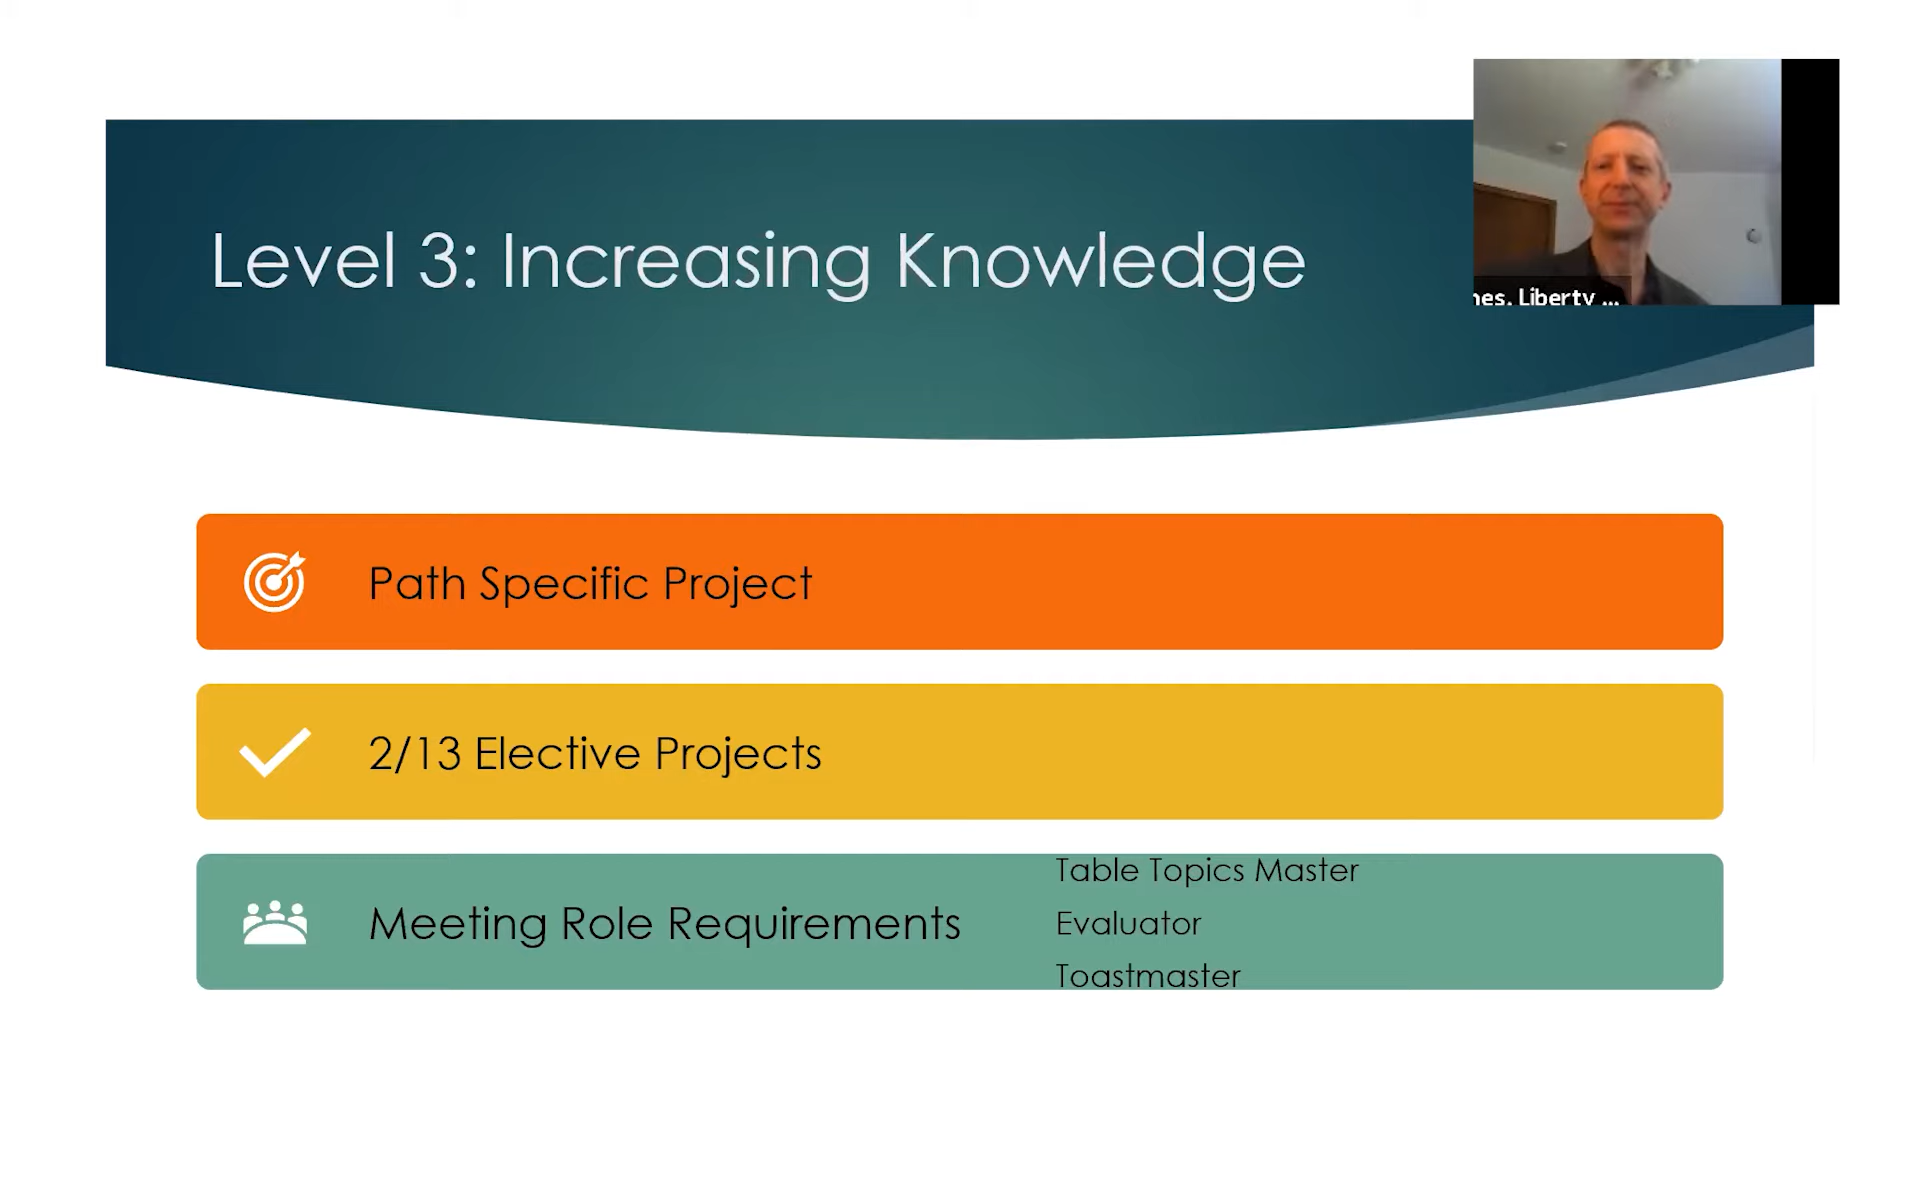 Level 3: Increasing Knowledge
Liberty ...
Path Specific Project
2/13 Elective Projects
Meeting Role Requirements
Table Topics Master
Evaluator
Toastmaster